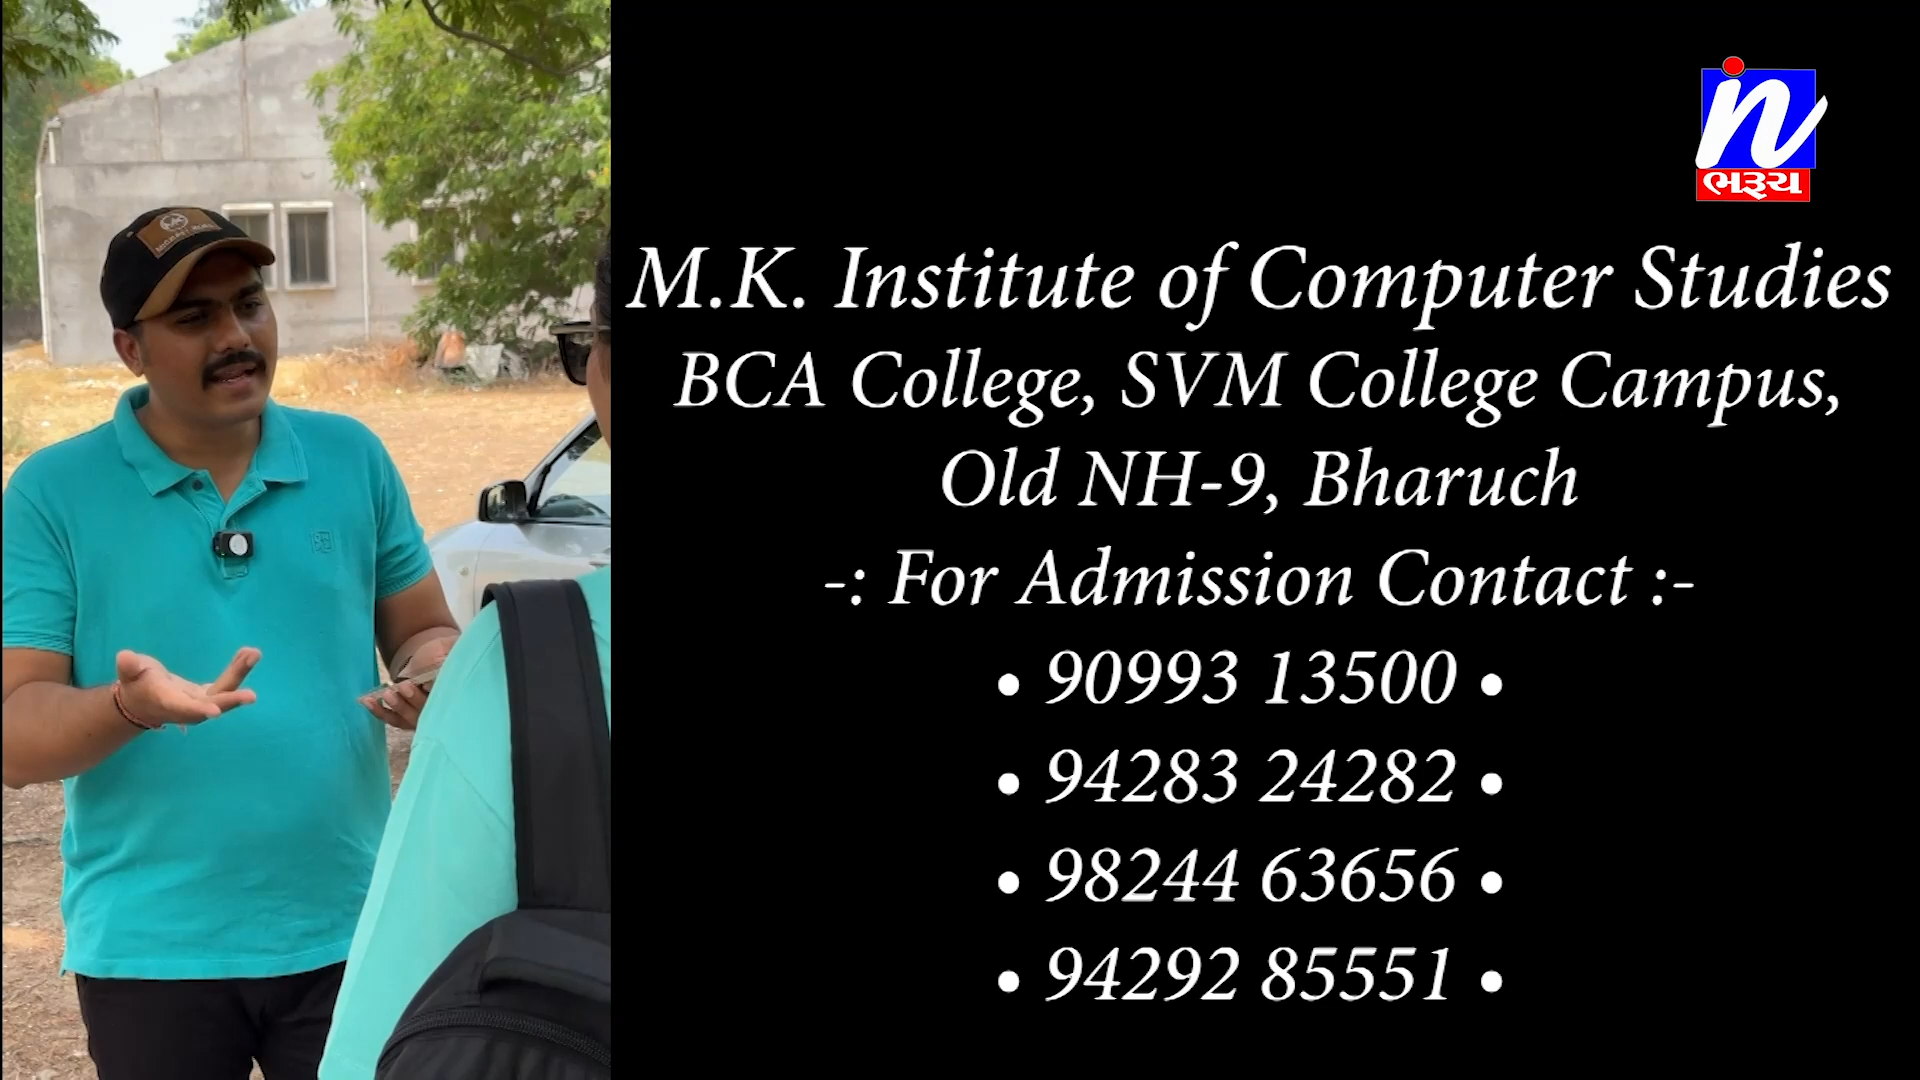 in
ભરૂચ
M.K. Institute of Computer Studies
BCA College, SVM College Campus,
Old NH-9, Bharuch
-: For Admission Contact :-
• 90993 13500 •
• 94283 24282 •
• 98244 63656 •
• 94292 85551 •